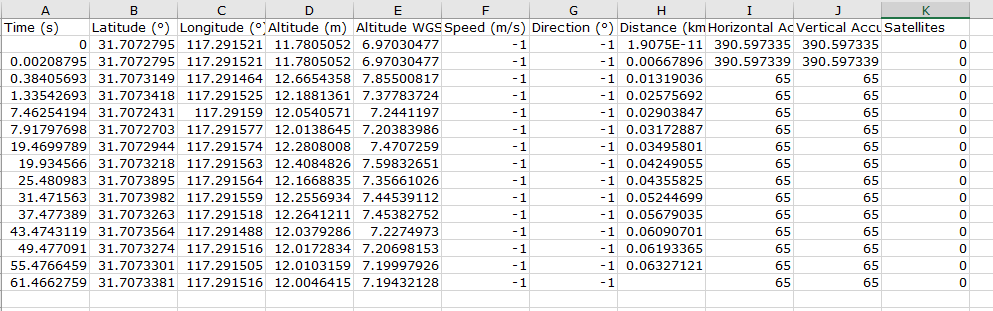 A B C D E F G H I J K
Time (s) Latitude (°) Longitude (° Altitude (m) Altitude WGS Speed (m/s) Direction (°) Distance (km Horizontal Ac Vertical Accu Satellites
0 31.7072795 117.291521 11.7805052 6.97030477 -1 -1 1.9075E-11 390.597335 390.597335 0
0.00208795 31.7072795 117.291521 11.7805052 6.97030477 -1 -1 0.00667896 390.597339 390.597339 0
0.38405693 31.7073149 117.291464 12.6654358 7.85500817 -1 -1 0.01319036 65 65 0
1.33542693 31.7073418 117.291525 12.1881361 7.37783724 -1 -1 0.02575692 65 65 0
7.46254194 31.7072431 117.29159 12.0540571 7.2441197 -1 -1 0.02903847 65 65 0
7.91797698 31.7072703 117.291577 12.0138645 7.20383986 -1 -1 0.03172887 65 65 0
19.4699789 31.7072944 117.291574 12.2808008 7.4707259 -1 -1 0.03495801 65 65 0
19.934566 31.7073218 117.291563 12.4084826 7.59832651 -1 -1 0.04249055 65 65 0
25.480983 31.7073895 117.291564 12.1668835 7.35661026 -1 -1 0.04355825 65 65 0
31.471563 31.7073982 117.291559 12.2556934 7.44539112 -1 -1 0.05244699 65 65 0
37.477389 31.7073263 117.291518 12.2641211 7.45382752 -1 -1 0.05679035 65 65 0
43.4743119 31.7073564 117.291488 12.0379286 7.2274973 -1 -1 0.06090701 65 65 0
49.477091 31.7073274 117.291516 12.0172834 7.20698153 -1 -1 0.06193365 65 65 0
55.4766459 31.7073301 117.291505 12.0103159 7.19997926 -1 -1 0.06327121 65 65 0
61.4662759 31.7073381 117.291516 12.0046415 7.19432128 -1 -1 65 65 0